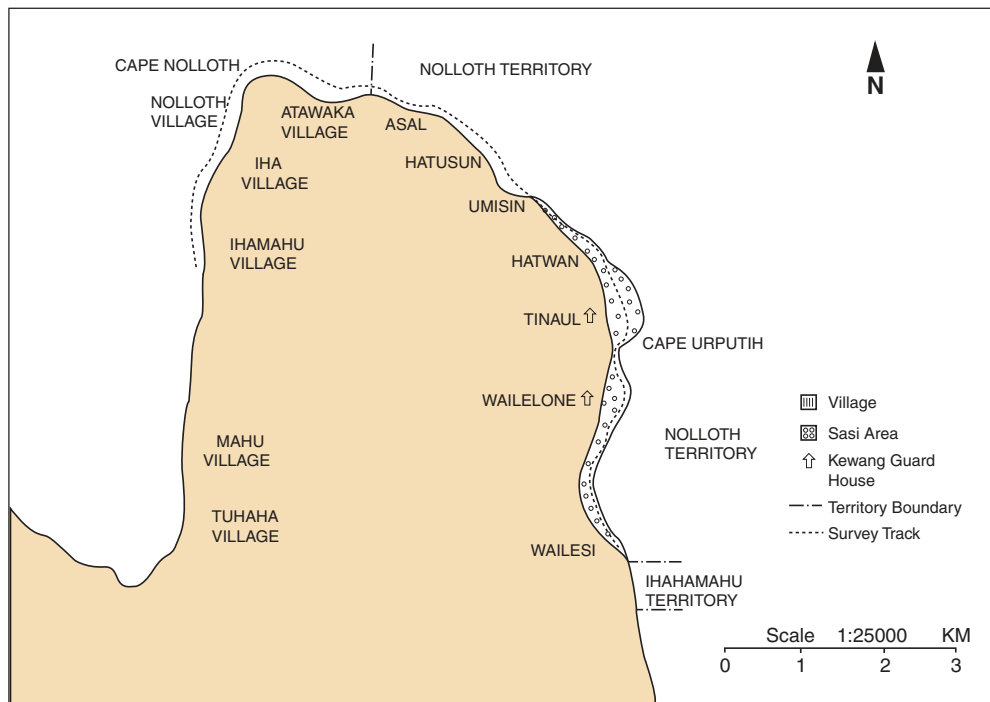 CAPE NOLLOTH
NOLLOTH TERRITORY
N
NOLLOTH
VILLAGE
ATAWAKA
VILLAGE
ASAL
IHA
VILLAGE
HATUSUN
UMISIN
IHAMAHU
VILLAGE
HATWAN
TINAUL
CAPE URPUTIH
WAILELONE
NOLLOTH
TERRITORY
MAHU
VILLAGE
TUHAHA
VILLAGE
WAILESI
IHAHAMAHU
TERRITORY
Village
Sasi Area
Kewang Guard
House
Territory Boundary
Survey Track
Scale 1:25000 KM
0 1 2 3